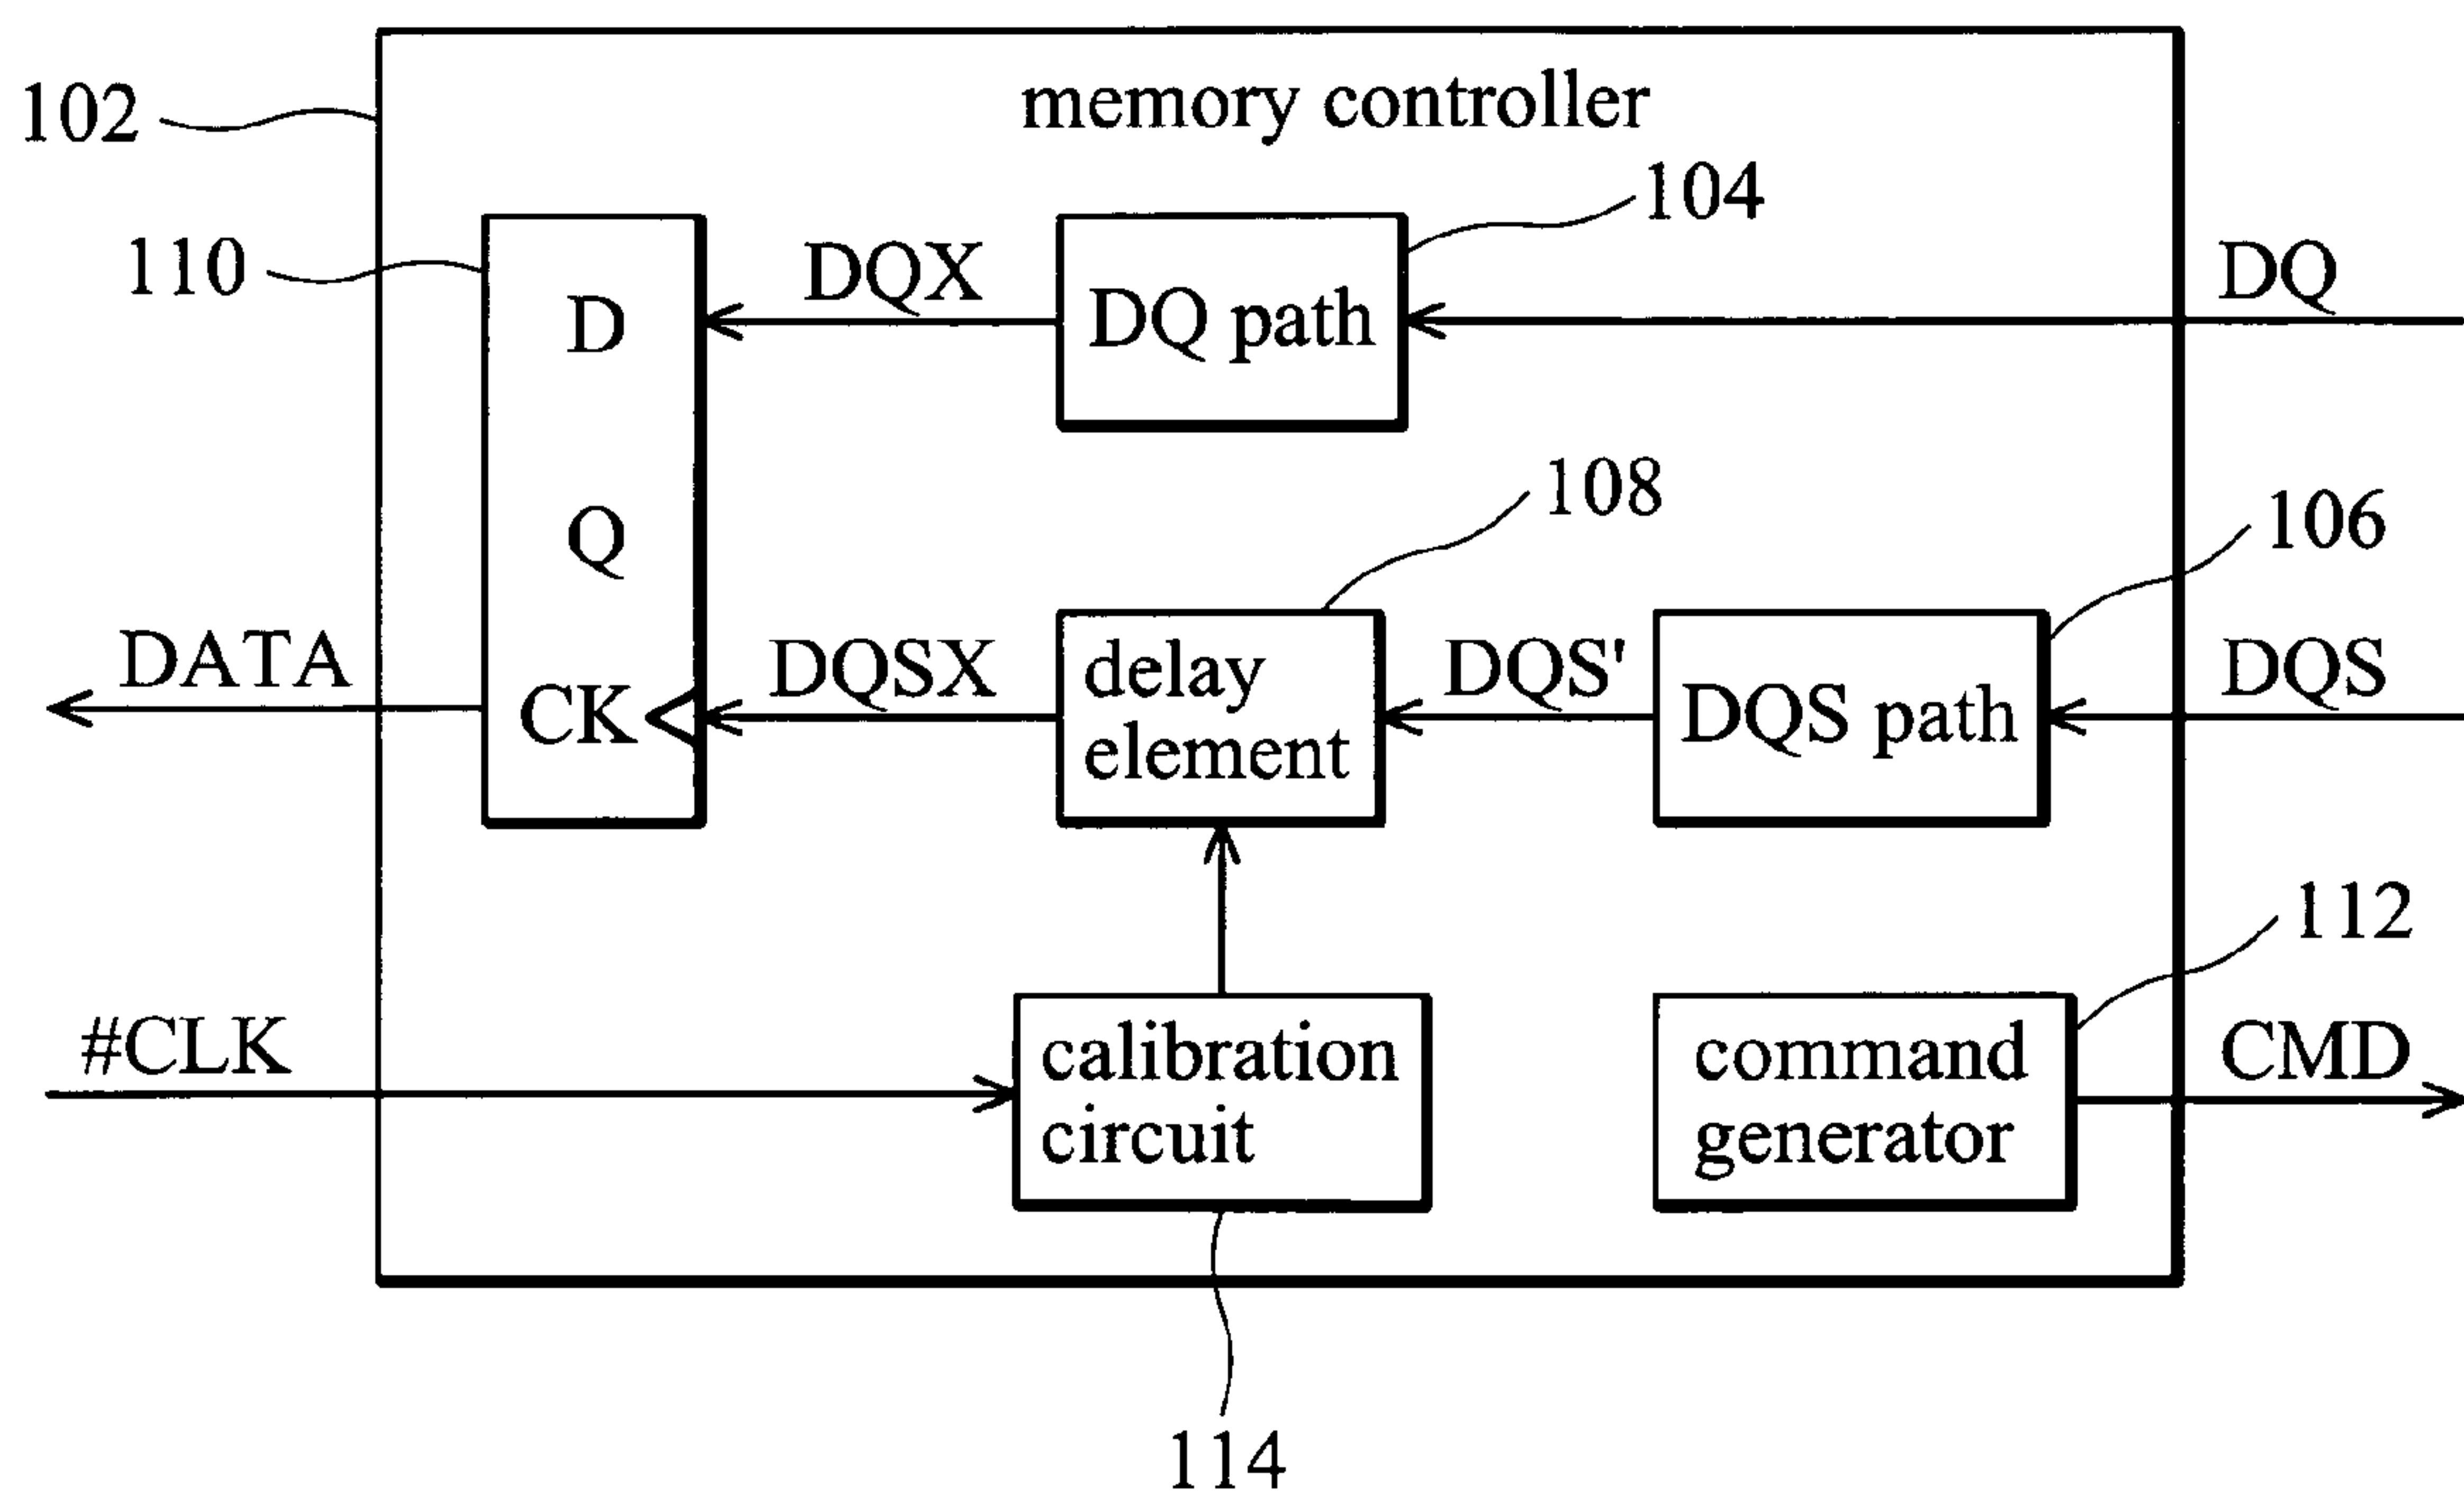 memory controller
102
104
110
D
DQX
DQ path
DQ
Q
108
106
DATA
CK
DQSX
delay
element
DQS'
DQS path
DQS
112
#CLK
calibration
circuit
command
generator
CMD
114